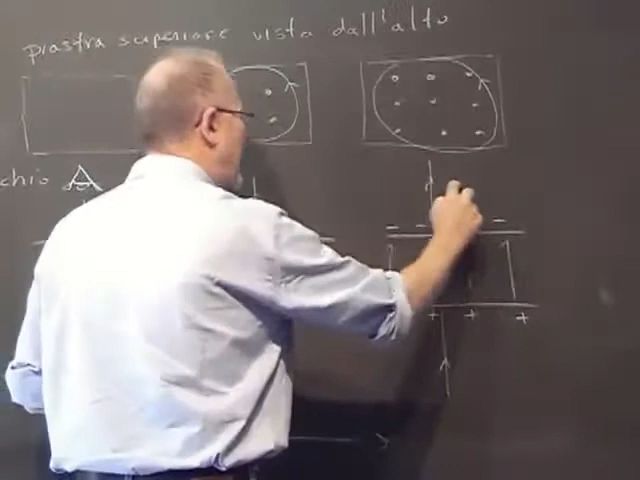 piastra superiore vista dall'alto
chio
- - -
+ + +